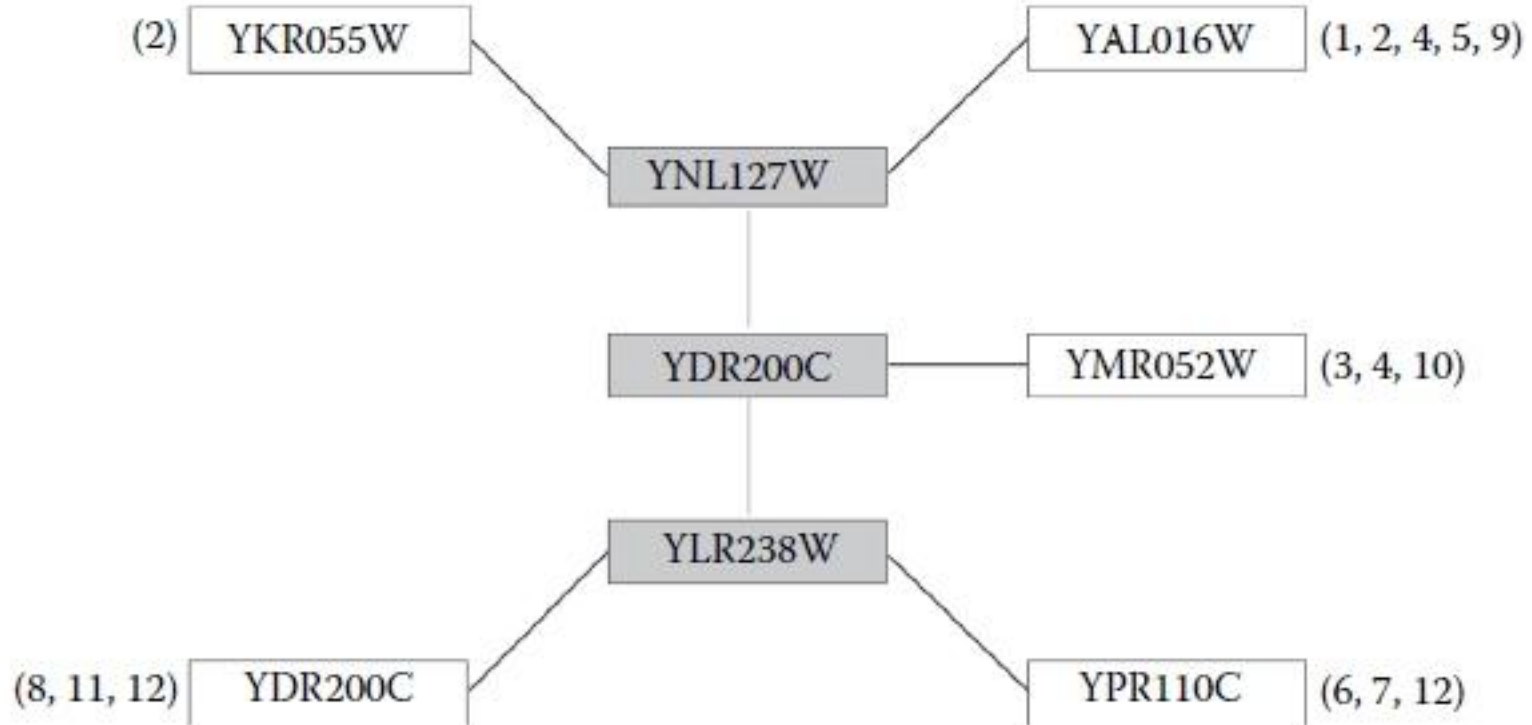 (2) YKR055W YAL016W (1, 2, 4, 5, 9)
YNL127W
YDR200C YMR052W (3, 4, 10)
YLR238W
(8, 11, 12) YDR200C YPR110C (6, 7, 12)